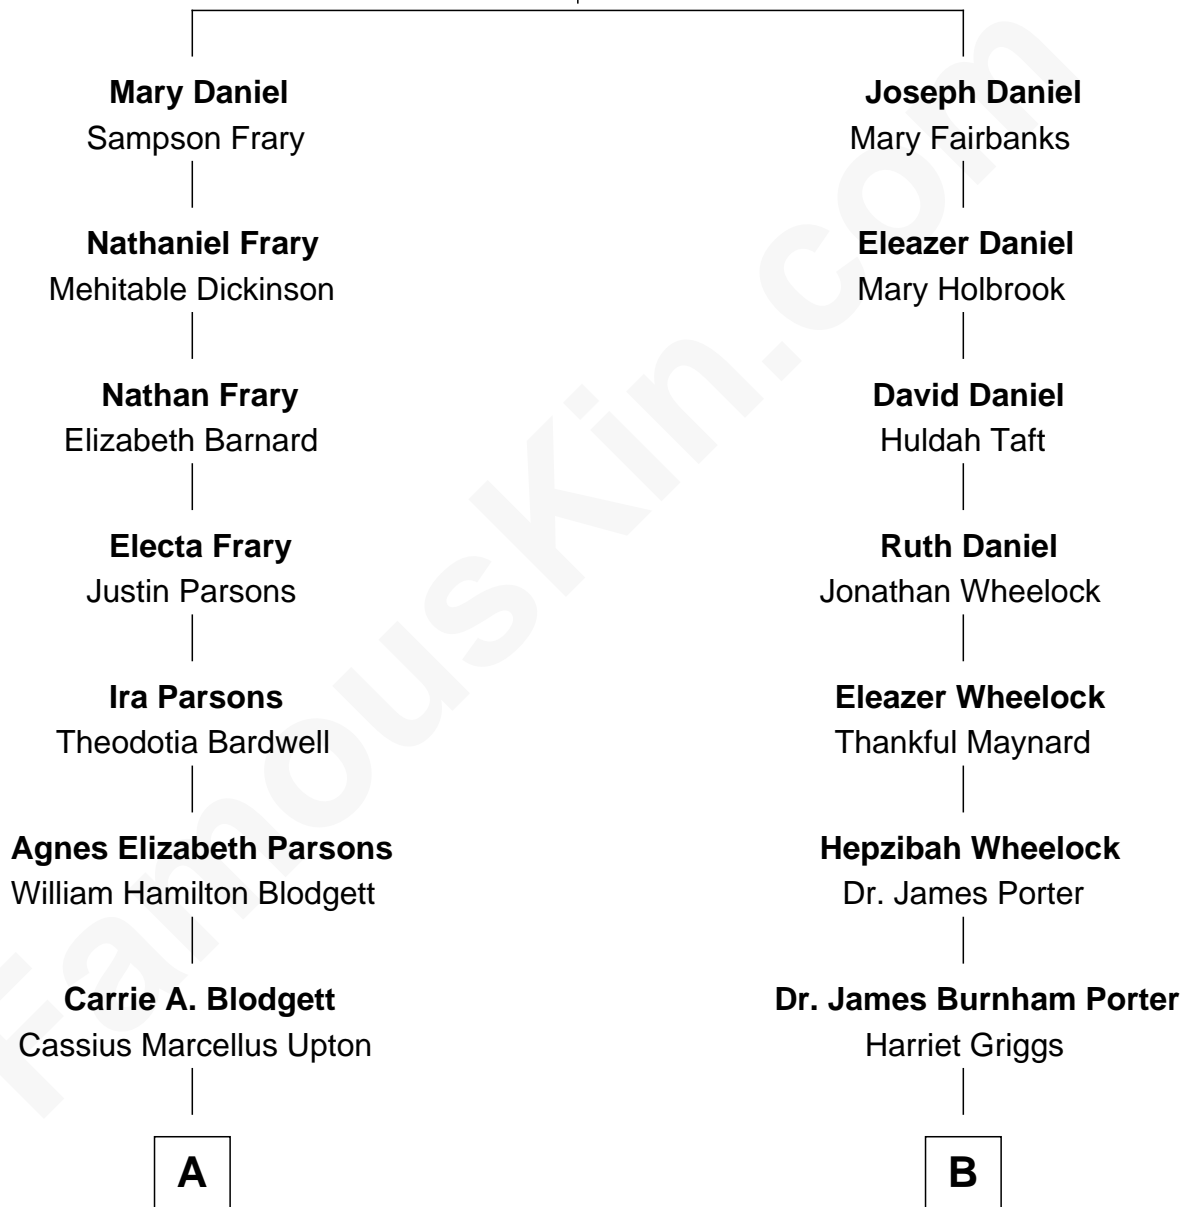 Mary Daniel
Sampson Frary
Nathaniel Frary
Mehitable Dickinson
Nathan Frary
Elizabeth Barnard
Electa Frary
Justin Parsons
Ira Parsons
Theodotia Bardwell
Agnes Elizabeth Parsons
William Hamilton Blodgett
Carrie A. Blodgett
Cassius Marcellus Upton
A
Joseph Daniel
Mary Fairbanks
Eleazer Daniel
Mary Holbrook
David Daniel
Huldah Taft
Ruth Daniel
Jonathan Wheelock
Eleazer Wheelock
Thankful Maynard
Hepzibah Wheelock
Dr. James Porter
Dr. James Burnham Porter
Harriet Griggs
B
FamousKin.com